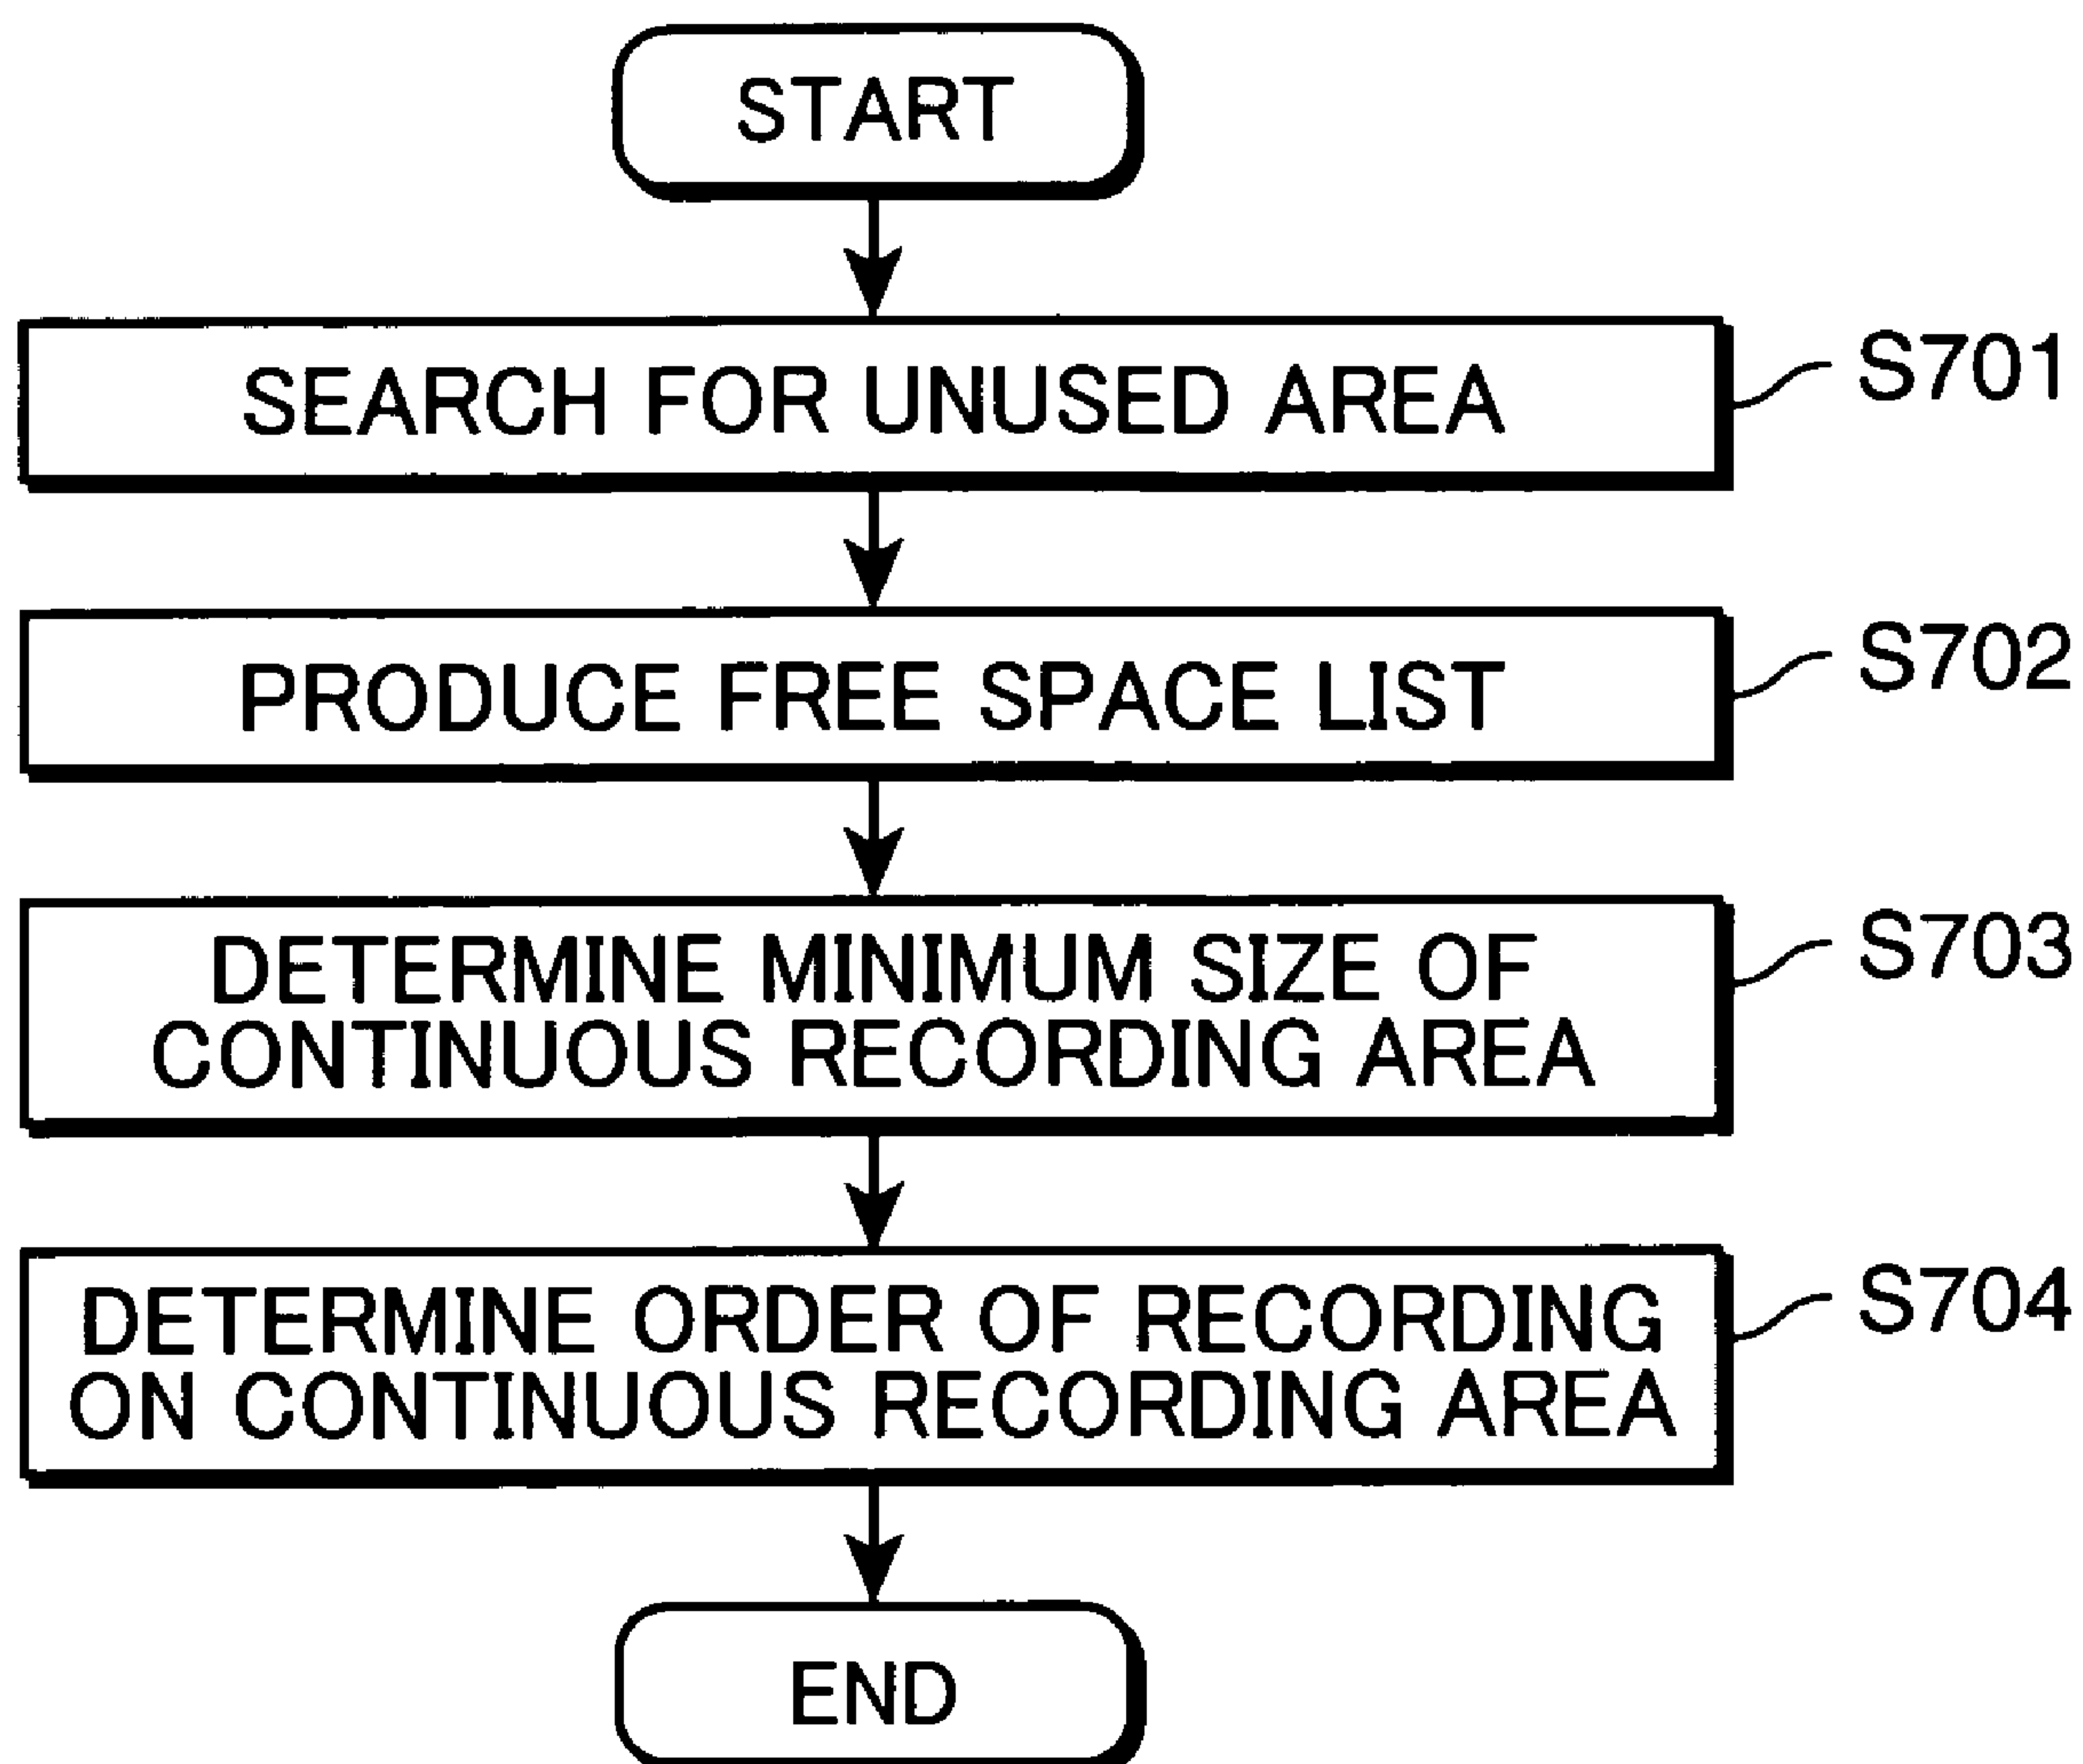 START
SEARCH FOR UNUSED AREA
S701
PRODUCE FREE SPACE LIST
S702
DETERMINE MINIMUM SIZE OF
CONTINUOUS RECORDING AREA
S703
DETERMINE ORDER OF RECORDING
ON CONTINUOUS RECORDING AREA
S704
END